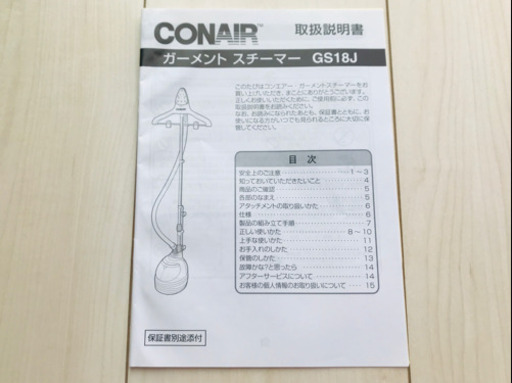 CONAIR™ 取扱説明書
ガーメント スチーマー GS18J
このたびはコンエアー・ガーメントスチーマーをお
買い上げいただき、まことにありがとうございます。
正しくお使いいただくために、ご使用前に必ず、この
取扱説明書をお読みください。
なお、お読みになられたあとも、保証書とともに、お
使いになる方がいつでも見られるところに大切に保
管してください。
目 次
安全上のご注意 1～3
知っておいていただきたいこと 4
商品のご確認 5
各部のなまえ 5
アタッチメントの取り扱いかた 6
仕様 6
製品の組み立て手順 7
正しい使いかた 8～10
上手な使いかた 11
お手入れのしかた 12
保管のしかた 13
故障かな?と思ったら 14
アフターサービスについて 14
お客様の個人情報のお取り扱いについて 15
保証書別途添付